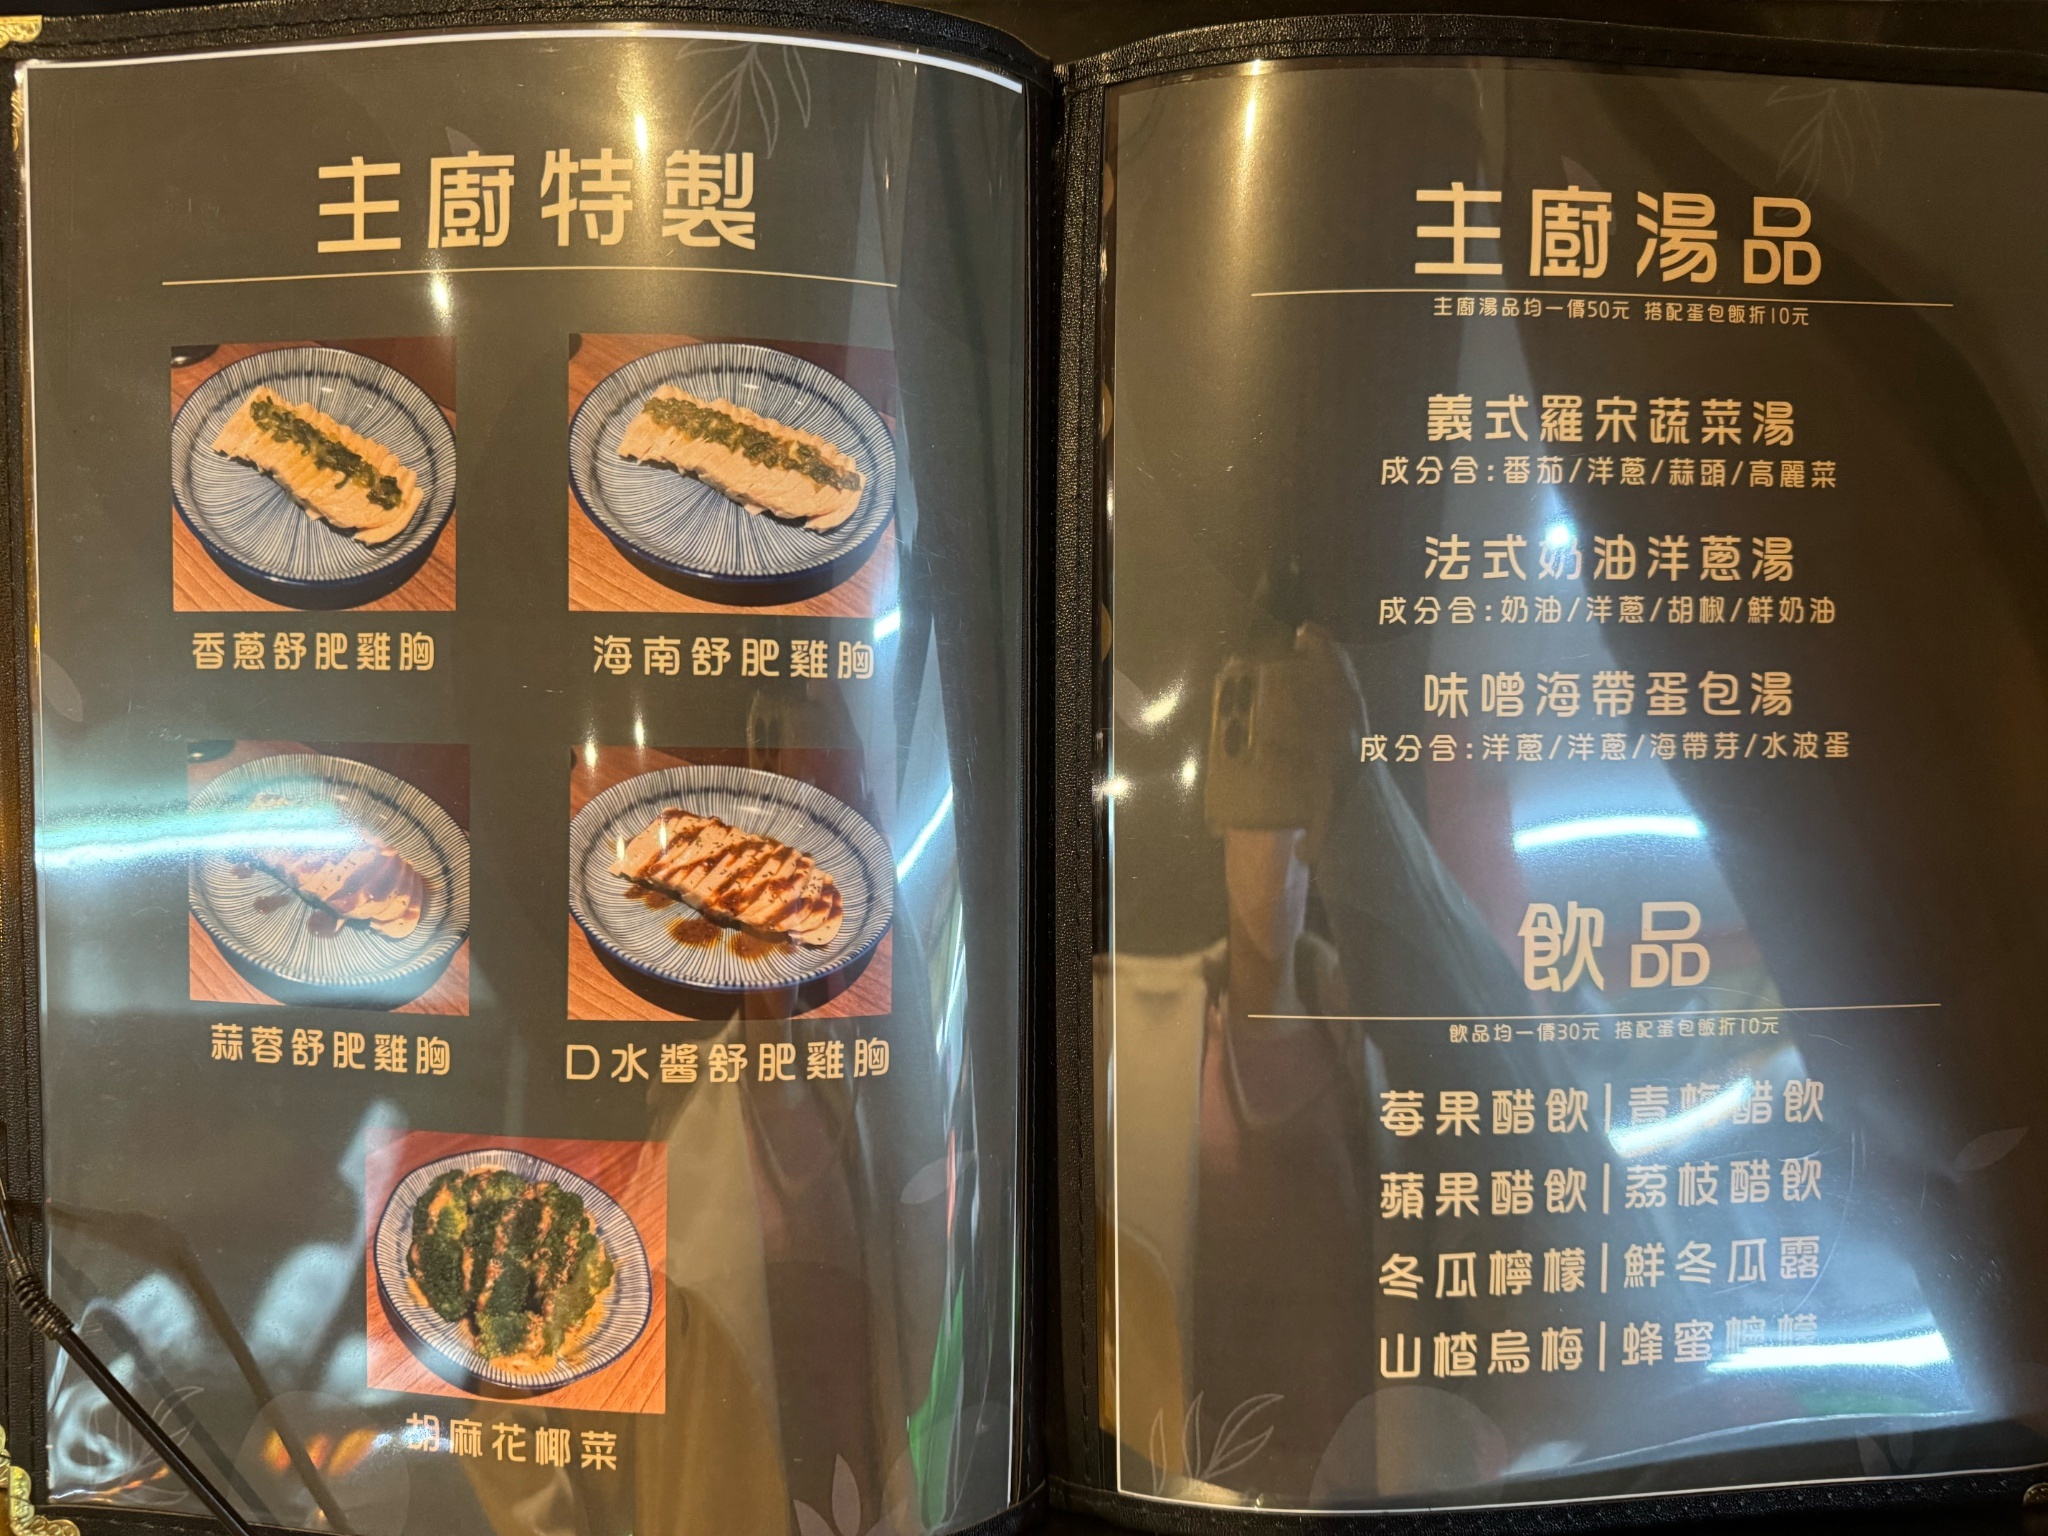 主廚特製
香蔥舒肥雞胸
海南舒肥雞胸
蒜蓉舒肥雞胸
口水醬舒肥雞胸
胡麻花椰菜
主廚湯品
主廚湯品均一價50元 搭配蛋包飯折10元
義式羅宋蔬菜湯
成分含:番茄/洋蔥/蒜頭/高麗菜
法式奶油洋蔥湯
成分含:奶油/洋蔥/胡椒/鮮奶油
味噌海帶蛋包湯
成分含:洋蔥/洋蔥/海帶芽/水波蛋
飲品
飲品均一價30元 搭配蛋包飯折10元
莓果醋飲|青梅醋飲
蘋果醋飲|荔枝醋飲
冬瓜檸檬|鮮冬瓜露
山楂烏梅|蜂蜜檸檬